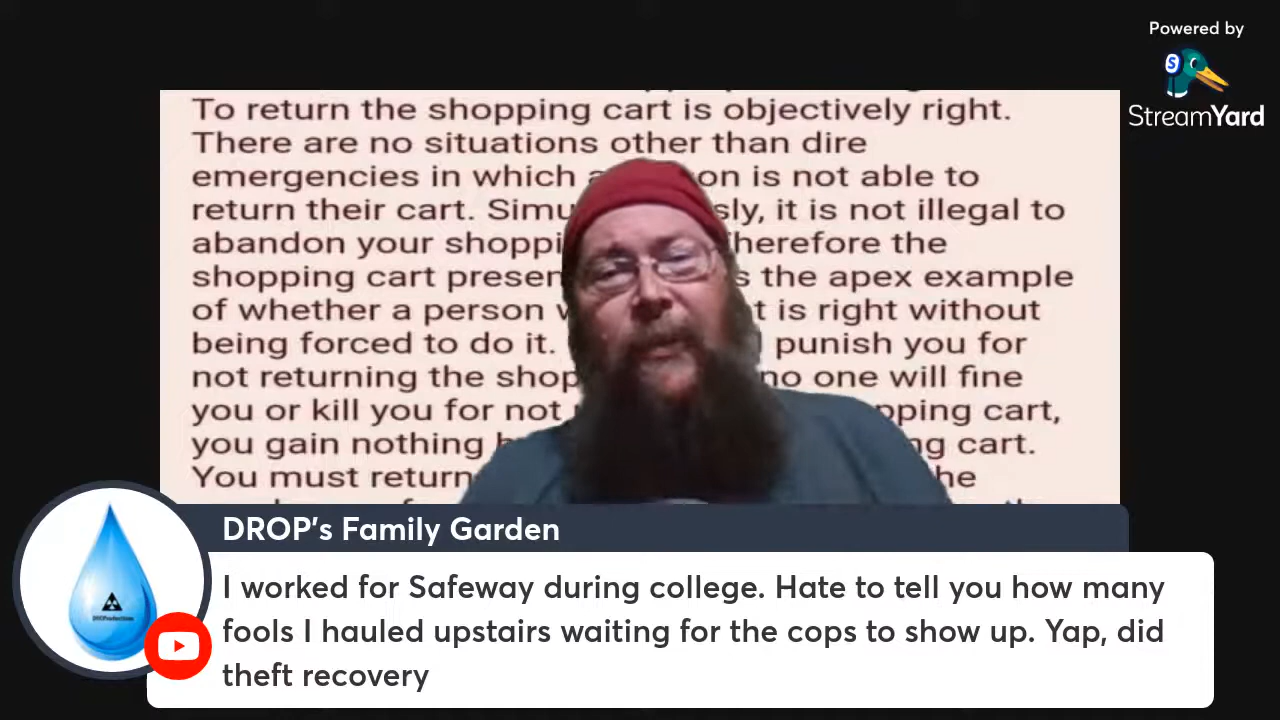 Powered by
StreamYard
To return the shopping cart is objectively right.
There are no situations other than dire
emergencies in which a on is not able to
return their cart. Simu sly, it is not illegal to
abandon your shoppi herefore the
shopping cart presen s the apex example
of whether a person w t is right without
being forced to do it. punish you for
not returning the shop no one will fine
you or kill you for not pping cart,
you gain nothing b ng cart.
You must return he
DROP's Family Garden
I worked for Safeway during college. Hate to tell you how many
fools I hauled upstairs waiting for the cops to show up. Yap, did
theft recovery